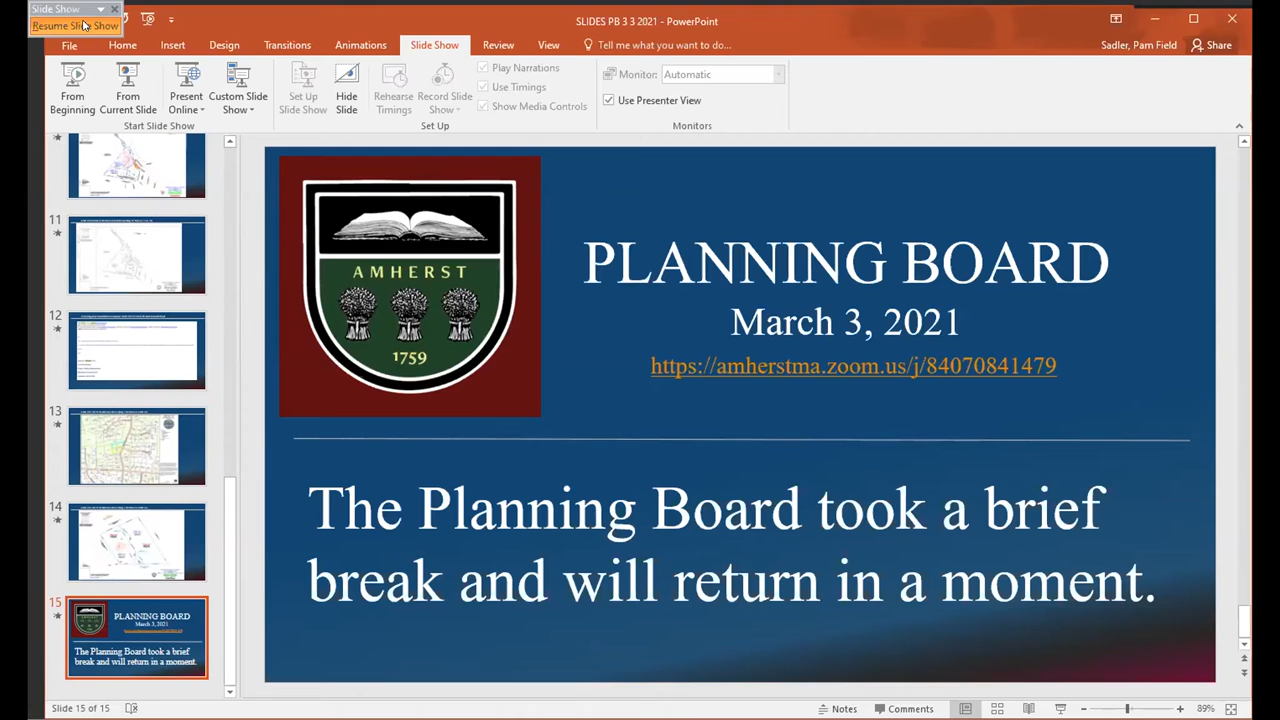 Slide Show
Resume Slide Show
SLIDES PB 3 3 2021 - PowerPoint
File Home Insert Design Transitions Animations Slide Show Review View Tell me what you want to do... Sadler, Pam Field Share
From Beginning
From Current Slide
Present Online
Custom Slide Show
Set Up Slide Show
Hide Slide
Rehearse Timings
Record Slide Show
Play Narrations
Use Timings
Show Media Controls
Monitor: Automatic
Use Presenter View
Start Slide Show Set Up Monitors
11
12
13
14
15
PLANNING BOARD
March 3, 2021
The Planning Board took a brief
break and will return in a moment.
AMHERST
1759
PLANNING BOARD
March 3, 2021
https://amherstma.zoom.us/j/84070841479
The Planning Board took a brief
break and will return in a moment.
Slide 15 of 15 Notes Comments 89%